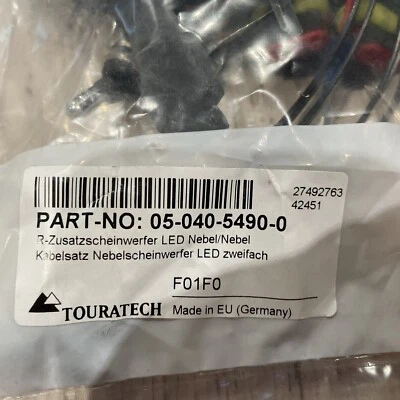 27492763
42451
PART-NO: 05-040-5490-0
R-Zusatzscheinwerfer LED Nebel/Nebel
Kabelsatz Nebelscheinwerfer LED zweifach
F01F0
TOURATECH
Made in EU (Germany)